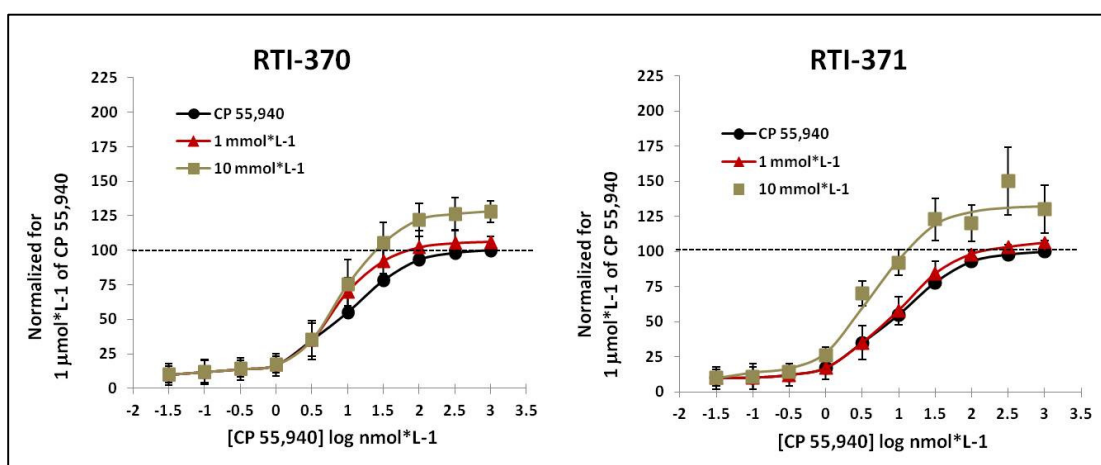 RTI-370
225
200
175
150
125
100
75
50
25
0
CP 55,940
1 mmol*L-1
10 mmol*L-1
Normalized for
1 μmol*L-1 of CP 55,940
-2 -1.5 -1 -0.5 0 0.5 1 1.5 2 2.5 3 3.5
[CP 55,940] log nmol*L-1
RTI-371
225
200
175
150
125
100
75
50
25
0
CP 55,940
1 mmol*L-1
10 mmol*L-1
Normalized for
1 μmol*L-1 of CP 55,940
-2 -1.5 -1 -0.5 0 0.5 1 1.5 2 2.5 3 3.5
[CP 55,940] log nmol*L-1